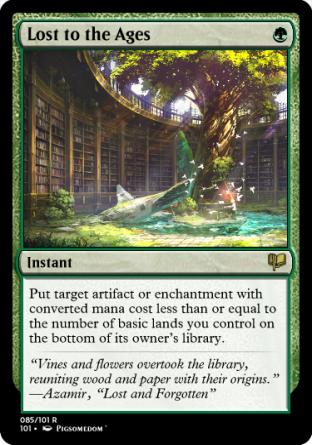 Lost to the Ages
Instant
Put target artifact or enchantment with
converted mana cost less than or equal to
the number of basic lands you control on
the bottom of its owner's library.
"Vines and flowers overtook the library,
reuniting wood and paper with their origins."
—Azamir, "Lost and Forgotten"
085/101 R
101 • Pigsomedom`